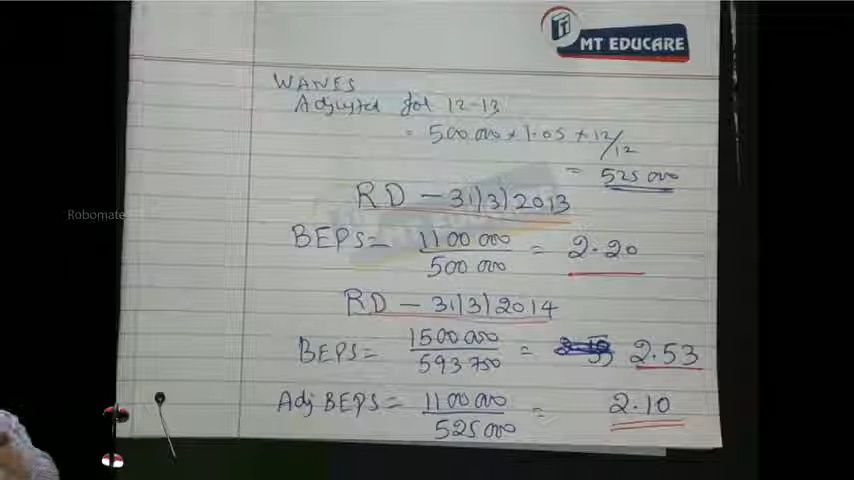 MT EDUCARE
WANES
Adjusted for 12-13
= 500 000 × 1.05 × 12/12
= 525 000
RD - 31/3/2013
BEPS = 1100 000 / 500 000 = 2.20
RD - 31/3/2014
BEPS = 1500 000 / 593 750 = 2.53
Adj BEPS = 1100 000 / 525 000 = 2.10
Robomate